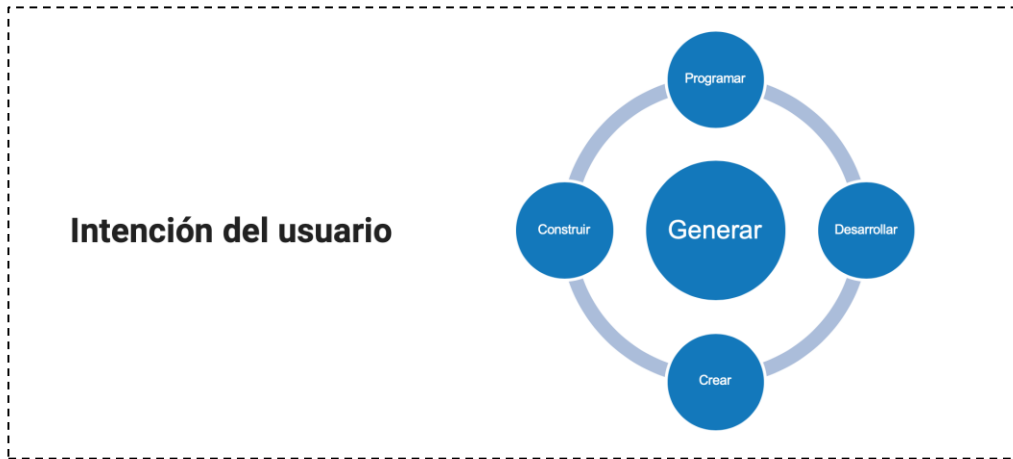 Intención del usuario
Programar
Construir
Generar
Desarrollar
Crear